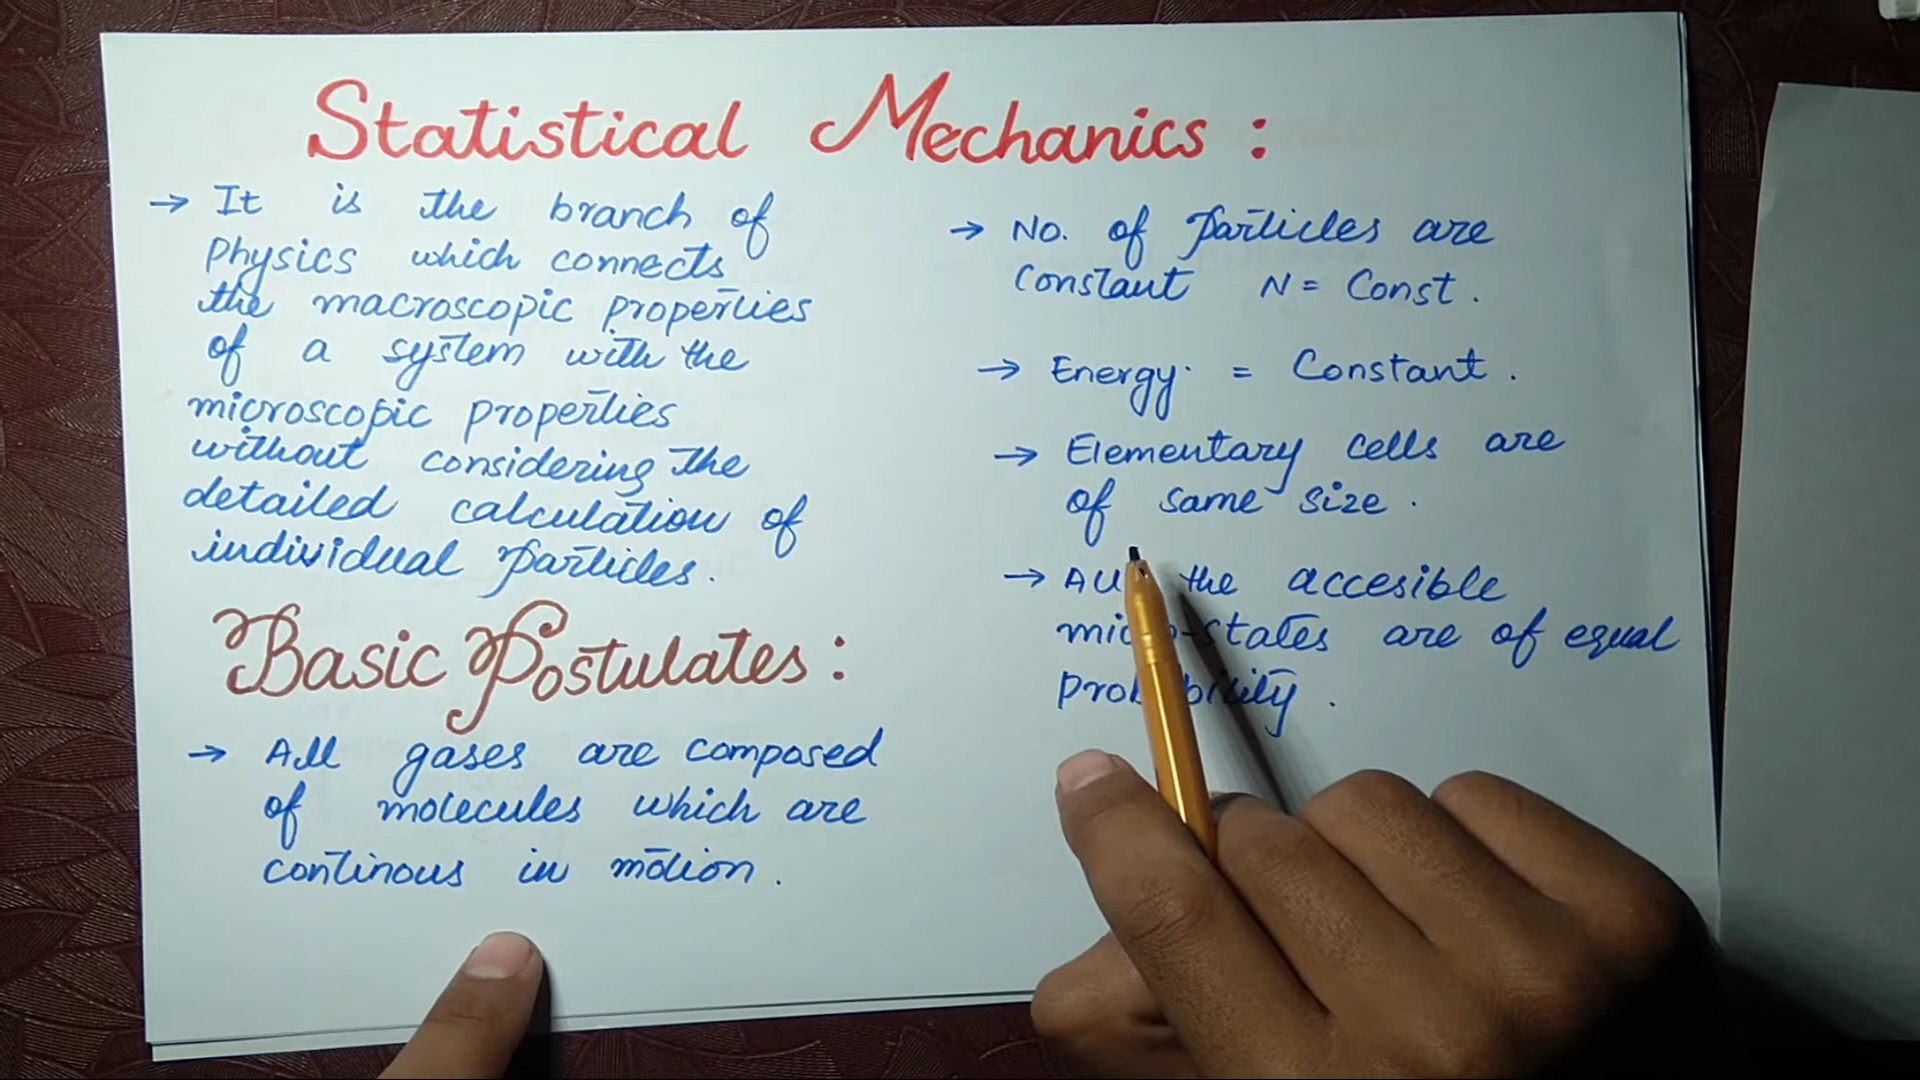 Statistical Mechanics :
→ It is the branch of
Physics which connects
the macroscopic properties
of a system with the
microscopic properties
without considering the
detailed calculation of
individual Particles.
Basic Postulates :
→ All gases are composed
of molecules which are
continous in motion.
→ No. of Particles are
constant N = Const.
→ Energy = Constant.
→ Elementary cells are
of same size.
→ All the accesible
micro-states are of equal
probability.